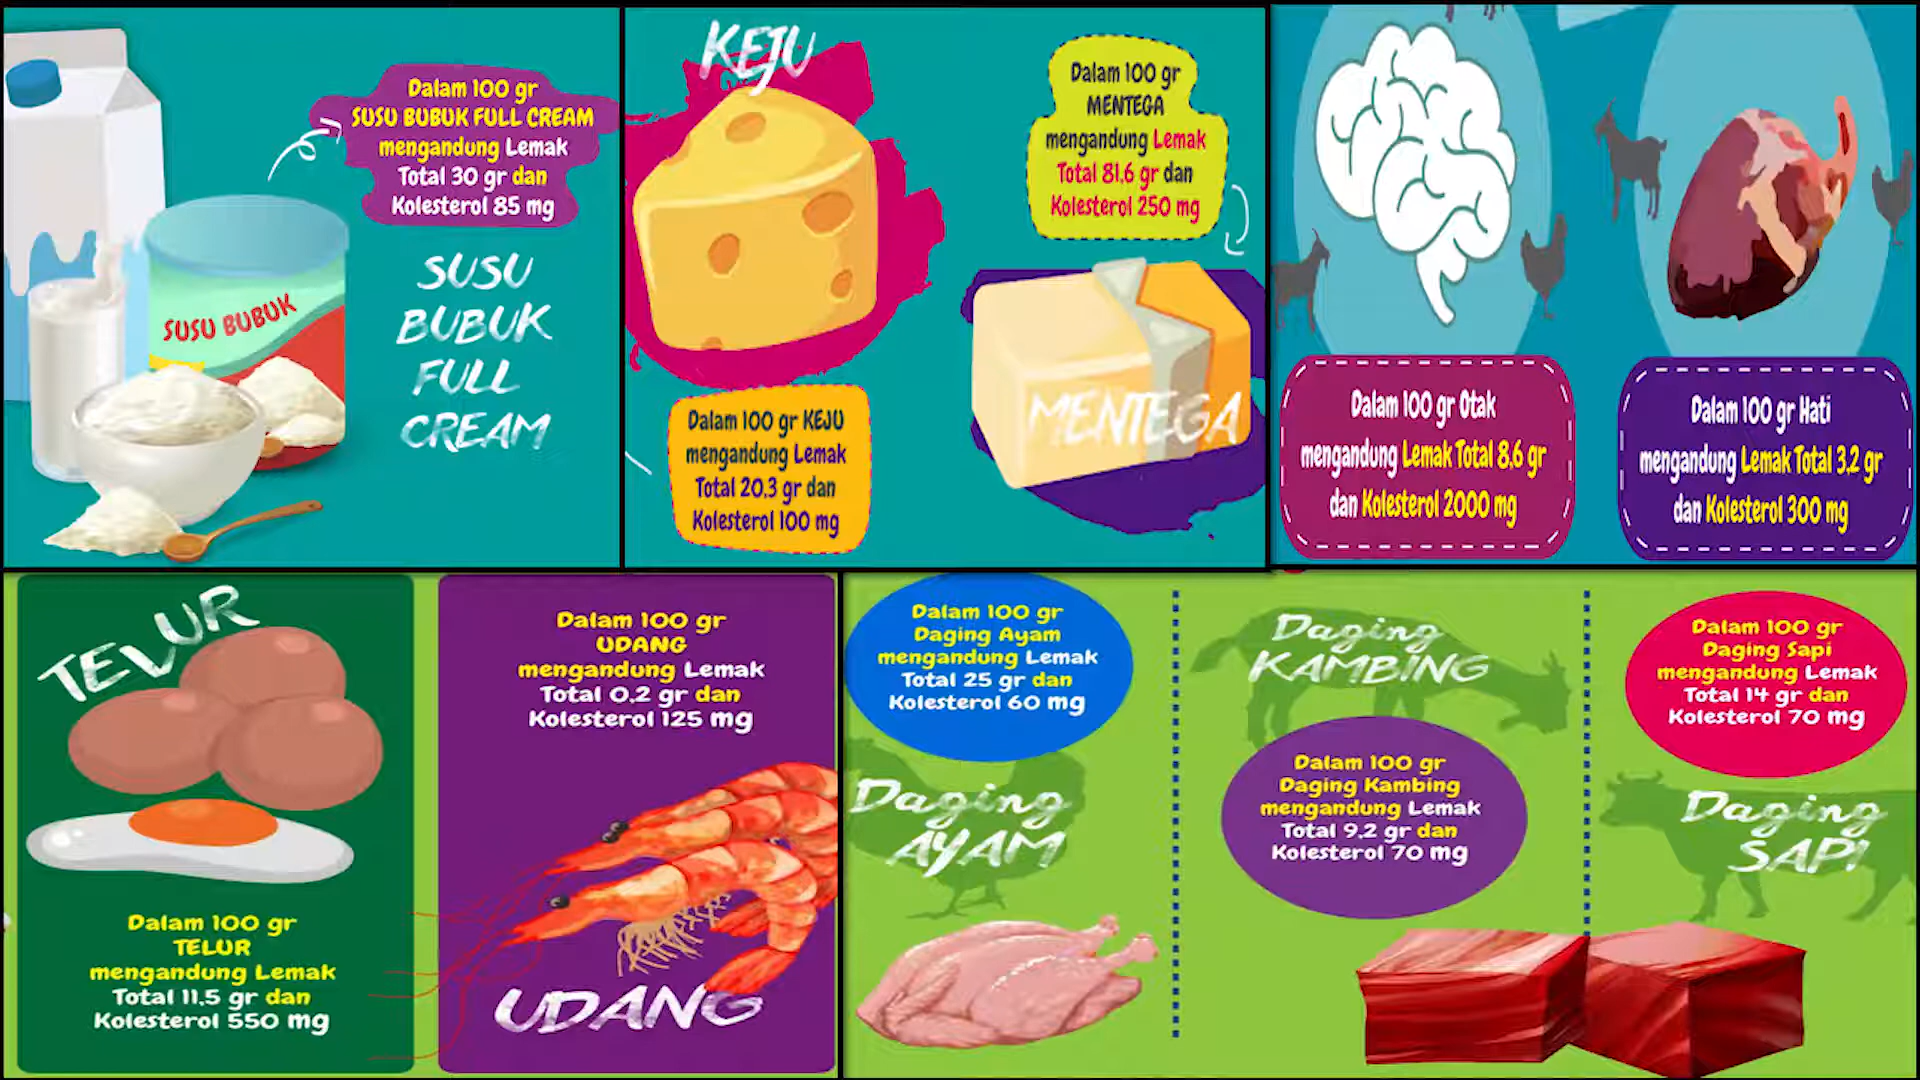 Dalam 100 gr
SUSU BUBUK FULL CREAM
mengandung Lemak
Total 30 gr dan
Kolesterol 85 mg
SUSU BUBUK
SUSU
BUBUK
FULL
CREAM
KEJU
Dalam 100 gr KEJU
mengandung Lemak
Total 20,3 gr dan
Kolesterol 100 mg
Dalam 100 gr
MENTEGA
mengandung Lemak
Total 81,6 gr dan
Kolesterol 250 mg
MENTEGA
Dalam 100 gr Otak
mengandung Lemak Total 8,6 gr
dan Kolesterol 2000 mg
Dalam 100 gr Hati
mengandung Lemak Total 3,2 gr
dan Kolesterol 300 mg
TELUR
Dalam 100 gr
TELUR
mengandung Lemak
Total 11,5 gr dan
Kolesterol 550 mg
Dalam 100 gr
UDANG
mengandung Lemak
Total 0,2 gr dan
Kolesterol 125 mg
UDANG
Dalam 100 gr
Daging Ayam
mengandung Lemak
Total 25 gr dan
Kolesterol 60 mg
Daging
AYAM
Daging
KAMBING
Dalam 100 gr
Daging Kambing
mengandung Lemak
Total 9,2 gr dan
Kolesterol 70 mg
Dalam 100 gr
Daging Sapi
mengandung Lemak
Total 14 gr dan
Kolesterol 70 mg
Daging
SAPI